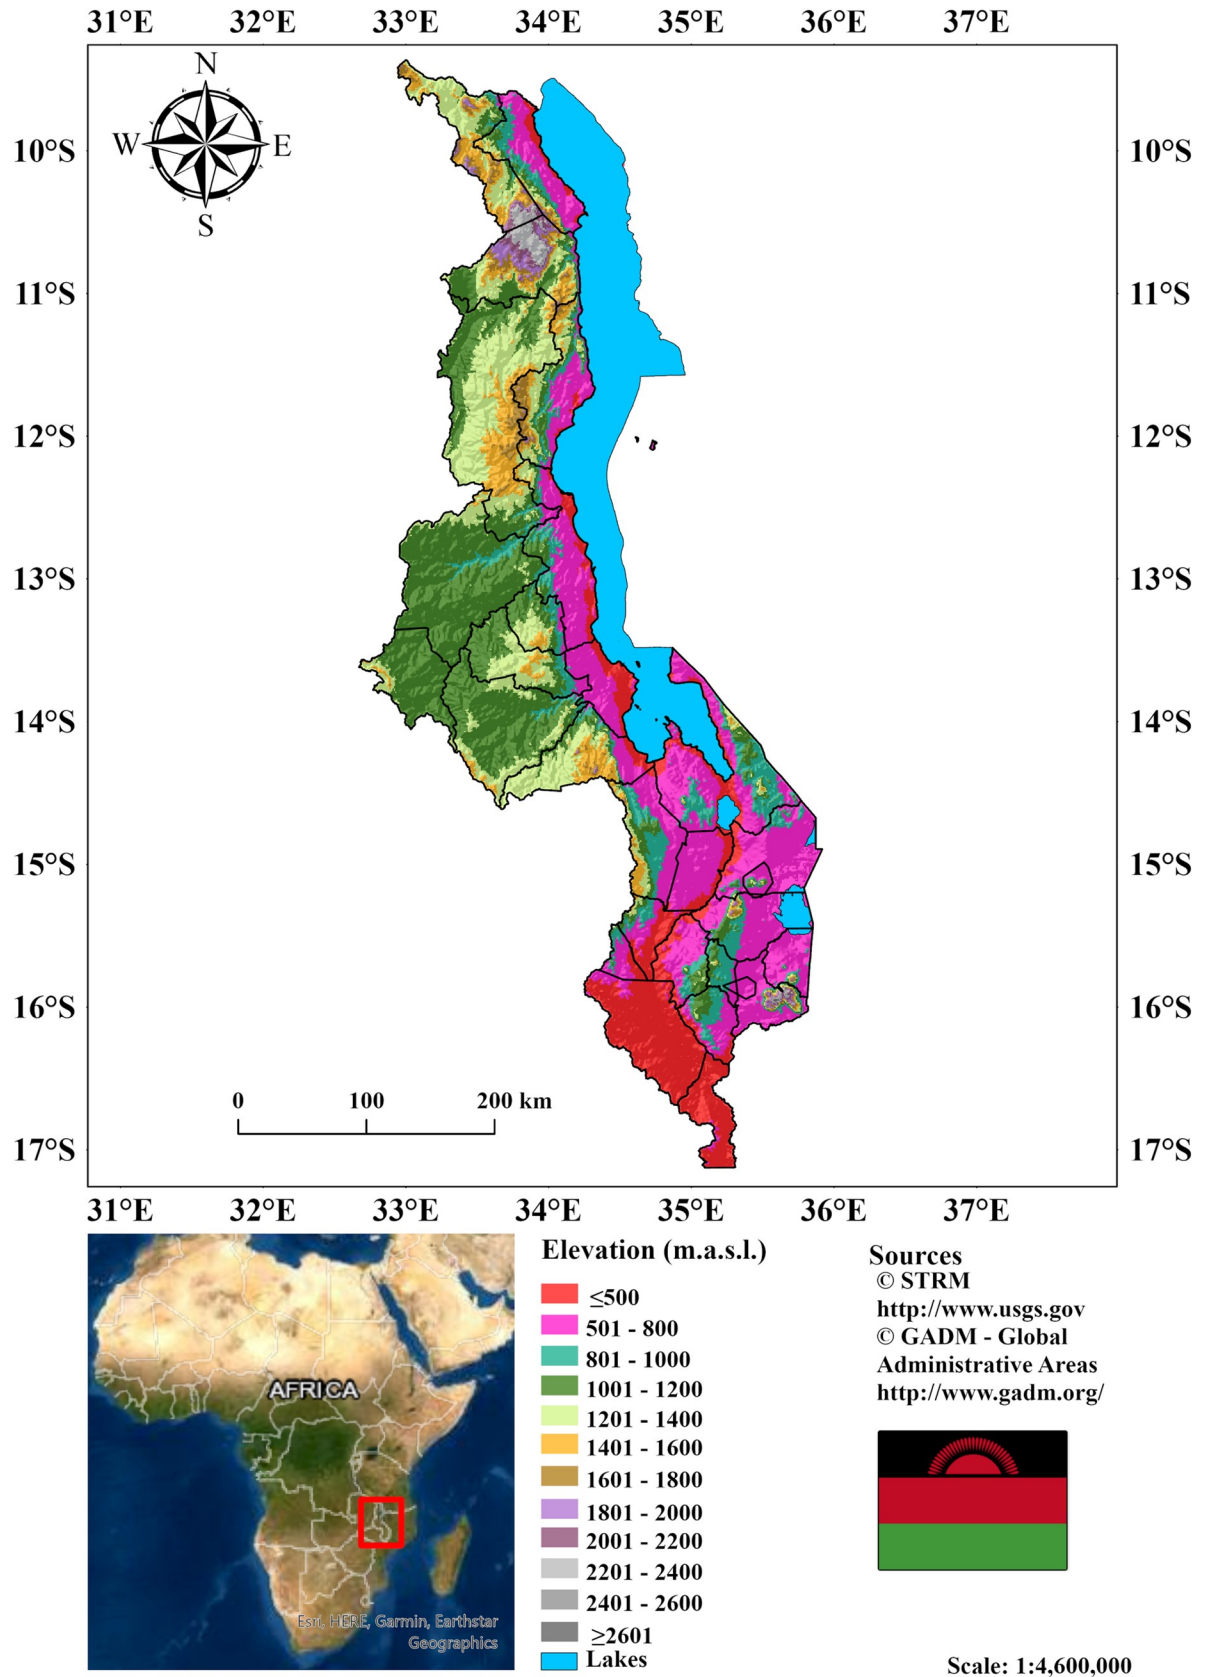 31°E 32°E 33°E 34°E 35°E 36°E 37°E
N
W E
S
10°S 10°S
11°S 11°S
12°S 12°S
13°S 13°S
14°S 14°S
15°S 15°S
16°S 16°S
0 100 200 km
17°S 17°S
31°E 32°E 33°E 34°E 35°E 36°E 37°E
AFRICA
Esri, HERE, Garmin, Earthstar
Geographics
Elevation (m.a.s.l.)
≤500
501 - 800
801 - 1000
1001 - 1200
1201 - 1400
1401 - 1600
1601 - 1800
1801 - 2000
2001 - 2200
2201 - 2400
2401 - 2600
≥2601
Lakes
Sources
© STRM
http://www.usgs.gov
© GADM - Global
Administrative Areas
http://www.gadm.org/
Scale: 1:4,600,000